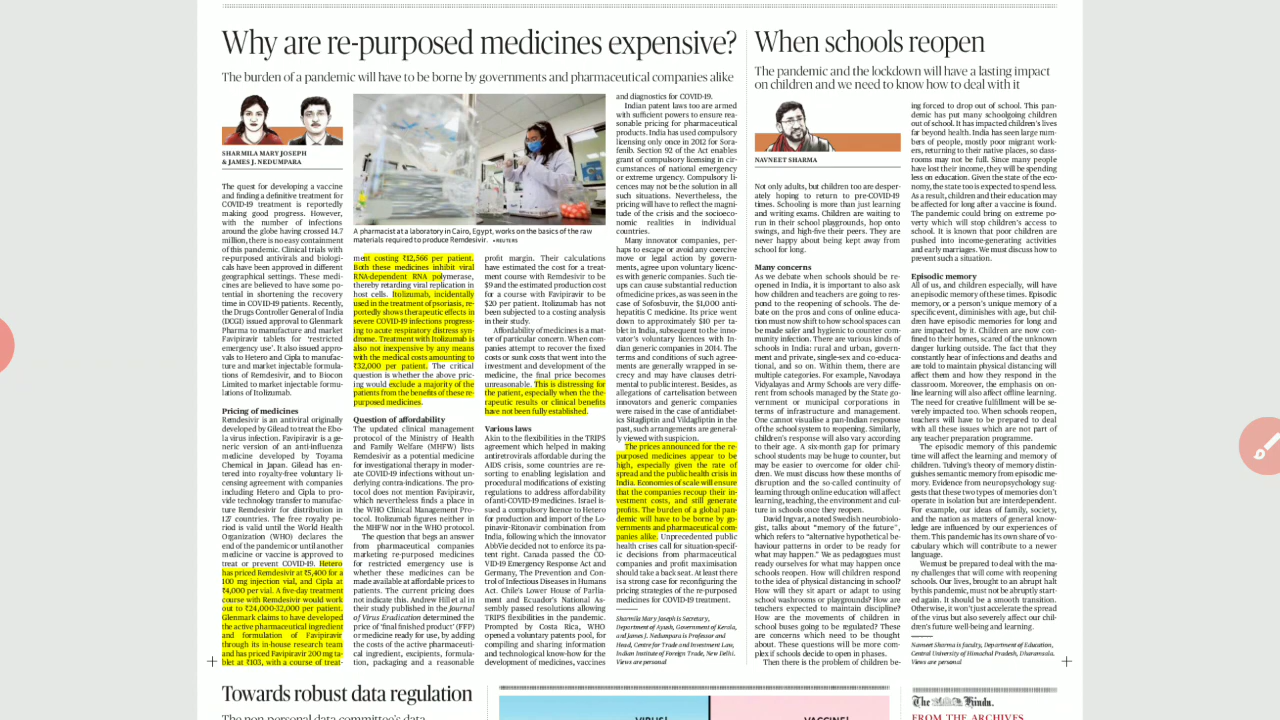 Why are re-purposed medicines expensive?
The burden of a pandemic will have to be borne by governments and pharmaceutical companies alike
SHARMILA MARY JOSEPH
& JAMES J. NEDUMPARA
The quest for developing a vaccine
and finding a definitive treatment for
COVID-19 treatment is reportedly
making good progress. However,
with the number of infections
around the globe having crossed 14.7
million, there is no easy containment
of this pandemic. Clinical trials with
re-purposed antivirals and biologi-
cals have been approved in different
geographical settings. These medi-
cines are believed to have some po-
tential in shortening the recovery
time in COVID-19 patients. Recently,
the Drugs Controller General of India
(DCGI) issued approval to Glenmark
Pharma to manufacture and market
Favipiravir tablets for 'restricted
emergency use'. It also issued appro-
vals to Hetero and Cipla to manufac-
ture and market injectable formula-
tions of Remdesivir, and to Biocon
Limited to market injectable formu-
lations of Itolizumab.
Pricing of medicines
Remdesivir is an antiviral originally
developed by Gilead to treat the Ebo-
la virus infection. Favipiravir is a ge-
neric version of an anti-influenza
medicine developed by Toyama
Chemical in Japan. Gilead has en-
tered into royalty-free voluntary li-
censing agreement with companies
including Hetero and Cipla to pro-
vide technology transfer to manufac-
ture Remdesivir for distribution in
127 countries. The free royalty pe-
riod is valid until the World Health
Organization (WHO) declares the
end of the pandemic or until another
medicine or vaccine is approved to
treat or prevent COVID-19. Hetero
has priced Remdesivir at ₹5,400 for a
100 mg injection vial, and Cipla at
₹4,000 per vial. A five-day treatment
course with Remdesivir would work
out to ₹24,000-32,000 per patient.
Glenmark claims to have developed
the active pharmaceutical ingredient
and formulation of Favipiravir
through its in-house research team
and has priced Favipiravir 200 mg ta-
blet at ₹103, with a course of treat-
A pharmacist at a laboratory in Cairo, Egypt, works on the basics of the raw
materials required to produce Remdesivir. • REUTERS
ment costing ₹12,566 per patient.
Both these medicines inhibit viral
RNA-dependent RNA polymerase,
thereby retarding viral replication in
host cells. Itolizumab, incidentally
used in the treatment of psoriasis, re-
portedly shows therapeutic effects in
severe COVID-19 infections progress-
ing to acute respiratory distress syn-
drome. Treatment with Itolizumab is
also not inexpensive by any means
with the medical costs amounting to
₹32,000 per patient. The critical
question is whether the above pric-
ing would exclude a majority of the
patients from the benefits of these re-
purposed medicines.
Question of affordability
The updated clinical management
protocol of the Ministry of Health
and Family Welfare (MHFW) lists
Remdesivir as a potential medicine
for investigational therapy in moder-
ate COVID-19 infections without un-
derlying contra-indications. The pro-
tocol does not mention Favipiravir,
which nevertheless finds a place in
the WHO Clinical Management Pro-
tocol. Itolizumab figures neither in
the MHFW nor in the WHO protocol.
The question that begs an answer
from pharmaceutical companies
marketing re-purposed medicines
for restricted emergency use is
whether these medicines can be
made available at affordable prices to
patients. The current pricing does
not indicate this. Andrew Hill et al in
their study published in the Journal
of Virus Eradication determined the
price of 'final finished product' (FFP)
or medicine ready for use, by adding
the costs of the active pharmaceuti-
cal ingredient, excipients, formula-
tion, packaging and a reasonable
profit margin. Their calculations
have estimated the cost for a treat-
ment course with Remdesivir to be
$9 and the estimated production cost
for a course with Favipiravir to be
$20 per patient. Itolizumab has not
been subjected to a costing analysis
in their study.
Affordability of medicines is a mat-
ter of particular concern. When com-
panies attempt to recover the fixed
costs or sunk costs that went into the
investment and development of the
medicine, the final price becomes
unreasonable. This is distressing for
the patient, especially when the the-
rapeutic results or clinical benefits
have not been fully established.
Various laws
Akin to the flexibilities in the TRIPS
agreement which helped in making
antiretrovirals affordable during the
AIDS crisis, some countries are re-
sorting to enabling legislation and
procedural modifications of existing
regulations to address affordability
of anti-COVID-19 medicines. Israel is-
sued a compulsory licence to Hetero
for production and import of the Lo-
pinavir-Ritonavir combination from
India, following which the innovator
AbbVie decided not to enforce its pa-
tent right. Canada passed the CO-
VID-19 Emergency Response Act and
Germany, The Prevention and Con-
trol of Infectious Diseases in Humans
Act. Chile's Lower House of Parlia-
ment and Ecuador's National As-
sembly passed resolutions allowing
TRIPS flexibilities in the pandemic.
Prompted by Costa Rica, WHO
opened a voluntary patents pool, for
compiling and sharing information
and technological know-how for the
development of medicines, vaccines
and diagnostics for COVID-19.
Indian patent laws too are armed
with sufficient powers to ensure rea-
sonable pricing for pharmaceutical
products. India has used compulsory
licensing only once in 2012 for Sora-
fenib. Section 92 of the Act enables
grant of compulsory licensing in cir-
cumstances of national emergency
or extreme urgency. Compulsory li-
cences may not be the solution in all
such situations. Nevertheless, the
pricing will have to reflect the magni-
tude of the crisis and the socioeco-
nomic realities in individual
countries.
Many innovator companies, per-
haps to escape or avoid any coercive
move or legal action by govern-
ments, agree upon voluntary licenc-
es with generic companies. Such tie
ups can cause substantial reduction
of medicine prices, as was seen in the
case of Sofosbuvir, the $1,000 anti-
hepatitis C medicine. Its price went
down to approximately $10 per ta-
blet in India, subsequent to the inno-
vator's voluntary licences with In-
dian generic companies in 2014. The
terms and conditions of such agree-
ments are generally wrapped in se-
crecy and may have clauses detri-
mental to public interest. Besides, as
allegations of cartelisation between
innovators and generic companies
were raised in the case of antidiabet-
ics Sitagliptin and Vildagliptin in the
past, such arrangements are general-
ly viewed with suspicion.
The prices announced for the re-
purposed medicines appear to be
high, especially given the rate of
spread and the public health crisis in
India. Economies of scale will ensure
that the companies recoup their in-
vestment costs, and still generate
profits. The burden of a global pan-
demic will have to be borne by go-
vernments and pharmaceutical com-
panies alike. Unprecedented public
health crises call for situation-specif-
ic decisions from pharmaceutical
companies and profit maximisation
should take a back seat. At least there
is a strong case for reconfiguring the
pricing strategies of the re-purposed
medicines for COVID-19 treatment.
Sharmila Mary Joseph is Secretary,
Department of Ayush, Government of Kerala,
and James J. Nedumpara is Professor and
Head, Centre for Trade and Investment Law,
Indian Institute of Foreign Trade, New Delhi.
Views are personal
When schools reopen
The pandemic and the lockdown will have a lasting impact
on children and we need to know how to deal with it
NAVNEET SHARMA
Not only adults, but children too are desper-
ately hoping to return to pre-COVID-19
times. Schooling is more than just learning
and writing exams. Children are waiting to
run in their school playgrounds, hop onto
swings, and high-five their peers. They are
never happy about being kept away from
school for long.
Many concerns
As we debate when schools should be re-
opened in India, it is important to also ask
how children and teachers are going to res-
pond to the reopening of schools. The de-
bate on the pros and cons of online educa-
tion must now shift to how school spaces can
be made safer and hygienic to counter com-
munity infection. There are various kinds of
schools in India: rural and urban, govern-
ment and private, single-sex and co-educa-
tional, and so on. Within them, there are
multiple categories. For example, Navodaya
Vidyalayas and Army Schools are very diffe-
rent from schools managed by the State go-
vernment or municipal corporations in
terms of infrastructure and management.
One cannot visualise a pan-Indian response
of the school system to reopening. Similarly,
children's response will also vary according
to their age. A six-month gap for primary
school students may be huge to counter, but
may be easier to overcome for older chil-
dren. We must discuss how these months of
disruption and the so-called continuity of
learning through online education will affect
learning, teaching, the environment and cul-
ture in schools once they reopen.
David Ingvar, a noted Swedish neurobiolo-
gist, talks about "memory of the future",
which refers to "alternative hypothetical be-
haviour patterns in order to be ready for
what may happen." We as pedagogues must
ready ourselves for what may happen once
schools reopen. How will children respond
to the idea of physical distancing in school?
How will they sit apart or adapt to using
school washrooms or playgrounds? How are
teachers expected to maintain discipline?
How are the movements of children in
school buses going to be regulated? These
are concerns which need to be thought
about. These questions will be more com-
plex if schools decide to open in phases.
Then there is the problem of children be-
ing forced to drop out of school. This pan-
demic has put many schoolgoing children
out of school. It has impacted children's lives
far beyond health. India has seen large num-
bers of people, mostly poor migrant work-
ers, returning to their native places, so class-
rooms may not be full. Since many people
have lost their income, they will be spending
less on education. Given the state of the eco-
nomy, the state too is expected to spend less.
As a result, children and their education may
be affected for long after a vaccine is found.
The pandemic could bring on extreme po-
verty which will stop children's access to
school. It is known that poor children are
pushed into income-generating activities
and early marriages. We must discuss how to
prevent such a situation.
Episodic memory
All of us, and children especially, will have
an episodic memory of these times. Episodic
memory, or a person's unique memory of a
specific event, diminishes with age, but chil-
dren have episodic memories for long and
are impacted by it. Children are now con-
fined to their homes, scared of the unknown
danger lurking outside. The fact that they
constantly hear of infections and deaths and
are told to maintain physical distancing will
affect them and how they respond in the
classroom. Moreover, the emphasis on on-
line learning will also affect offline learning.
The need for creative fulfillment will be se-
verely impacted too. When schools reopen,
teachers will have to be prepared to deal
with all these issues which are not part of
any teacher preparation programme.
The episodic memory of this pandemic
time will affect the learning and memory of
children. Tulving's theory of memory distin-
guishes semantic memory from episodic me-
mory. Evidence from neuropsychology sug-
gests that these two types of memories don't
operate in isolation but are interdependent.
For example, our ideas of family, society,
and the nation as matters of general know-
ledge are influenced by our experiences of
them. This pandemic has its own share of vo-
cabulary which will contribute to a newer
language.
We must be prepared to deal with the ma-
ny challenges that will come with reopening
schools. Our lives, brought to an abrupt halt
by this pandemic, must not be abruptly start-
ed again. It should be a smooth transition.
Otherwise, it won't just accelerate the spread
of the virus but also severely affect our chil-
dren's future well-being and learning.
Navneet Sharma is faculty, Department of Education,
Central University of Himachal Pradesh, Dharamsala.
Views are personal
Towards robust data regulation
The non-personal data committee's data
VIRUS!
VACCINE!
The Hindu.
FROM THE ARCHIVES